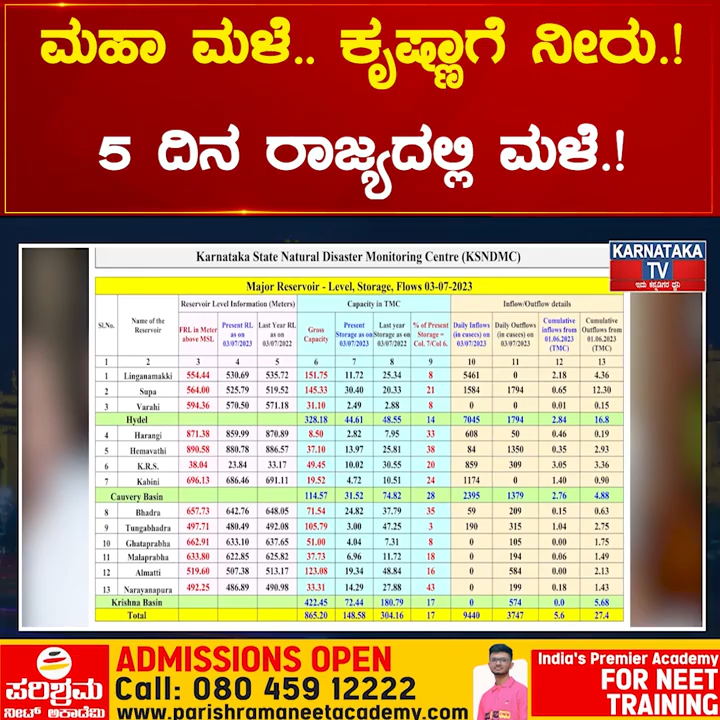 ಮಹಾ ಮಳೆ.. ಕೃಷ್ಣಾಗೆ ನೀರು.!
5 ದಿನ ರಾಜ್ಯದಲ್ಲಿ ಮಳೆ.!
KARNATAKA
TV
ಇದು ಕನ್ನಡಿಗರ ಧ್ವನಿ
Karnataka State Natural Disaster Monitoring Centre (KSNDMC)
Major Reservoir - Level, Storage, Flows 03-07-2023
Reservoir Level Information (Meters) Capacity in TMC Inflow/Outflow details
Sl.No. Name of the Reservoir FRL in Meter above MSL Present RL as on 03/07/2023 Last Year RL as on 03/07/2022 Gross Capacity Present Storage as on 03/07/2023 Last year Storage as on 03/07/2022 % of Present Storage = Col. 7/Col 6. Daily Inflows (in cusecs) on 03/07/2023 Daily Outflows (in cusecs) on 03/07/2023 Cumulative inflows from 01.06.2023 (TMC) Cumulative Outflows from 01.06.2023 (TMC)
1 2 3 4 5 6 7 8 9 10 11 12 13
1 Linganamakki 554.44 530.69 535.72 151.75 11.72 25.34 8 5461 0 2.18 4.36
2 Supa 564.00 525.79 519.52 145.33 30.40 20.33 21 1584 1794 0.65 12.30
3 Varahi 594.36 570.50 571.18 31.10 2.49 2.88 8 0 0 0.01 0.15
Hydel 328.18 44.61 48.55 14 7045 1794 2.84 16.8
4 Harangi 871.38 859.99 870.89 8.50 2.82 7.95 33 608 50 0.46 0.19
5 Hemavathi 890.58 880.78 886.57 37.10 13.97 25.81 38 84 1350 0.35 2.93
6 K.R.S. 38.04 23.84 33.17 49.45 10.02 30.55 20 859 309 3.05 3.36
7 Kabini 696.13 686.46 691.11 19.52 4.72 10.51 24 1174 0 1.40 0.90
Cauvery Basin 114.57 31.52 74.82 28 2395 1379 2.76 4.88
8 Bhadra 657.73 642.76 648.05 71.54 24.82 37.79 35 59 209 0.15 0.63
9 Tungabhadra 497.71 480.49 492.08 105.79 3.00 47.25 3 190 315 1.04 2.75
10 Ghataprabha 662.91 633.10 637.65 51.00 4.04 7.31 8 0 105 0.00 1.75
11 Malaprabha 633.80 622.85 625.82 37.73 6.96 11.72 18 0 194 0.06 1.49
12 Almatti 519.60 507.38 513.17 123.08 19.34 48.84 16 0 584 0.00 2.13
13 Narayanapura 492.25 486.89 490.98 33.31 14.29 27.88 43 0 199 0.18 1.43
Krishna Basin 422.45 72.44 180.79 17 0 574 0.0 5.68
Total 865.20 148.58 304.16 17 9440 3747 5.6 27.4
ಪರಿಶ್ರಮ
ನೀಟ್ ಅಕಾಡೆಮಿ
ADMISSIONS OPEN
Call: 080 459 12222
www.parishramaneetacademy.com
India's Premier Academy
FOR NEET
TRAINING